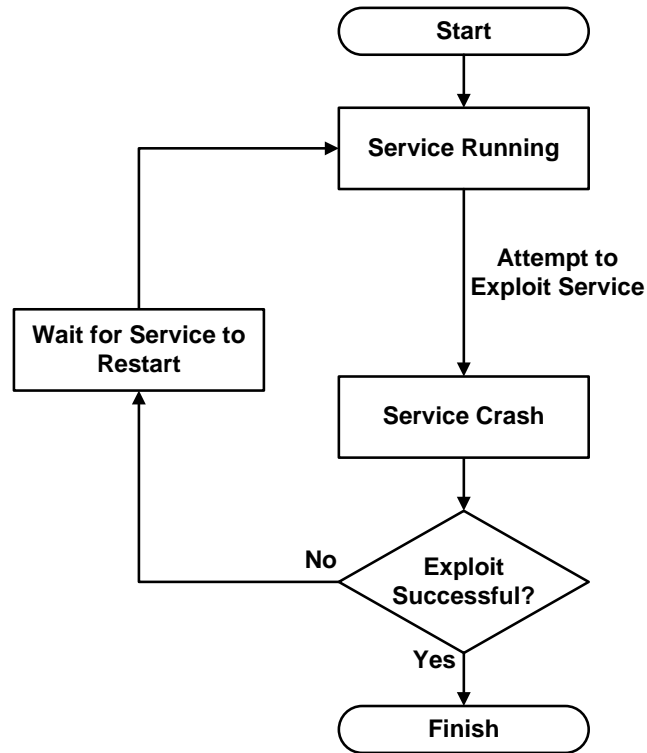 Start
Service Running
Attempt to
Exploit Service
Wait for Service to
Restart
Service Crash
No
Exploit
Successful?
Yes
Finish